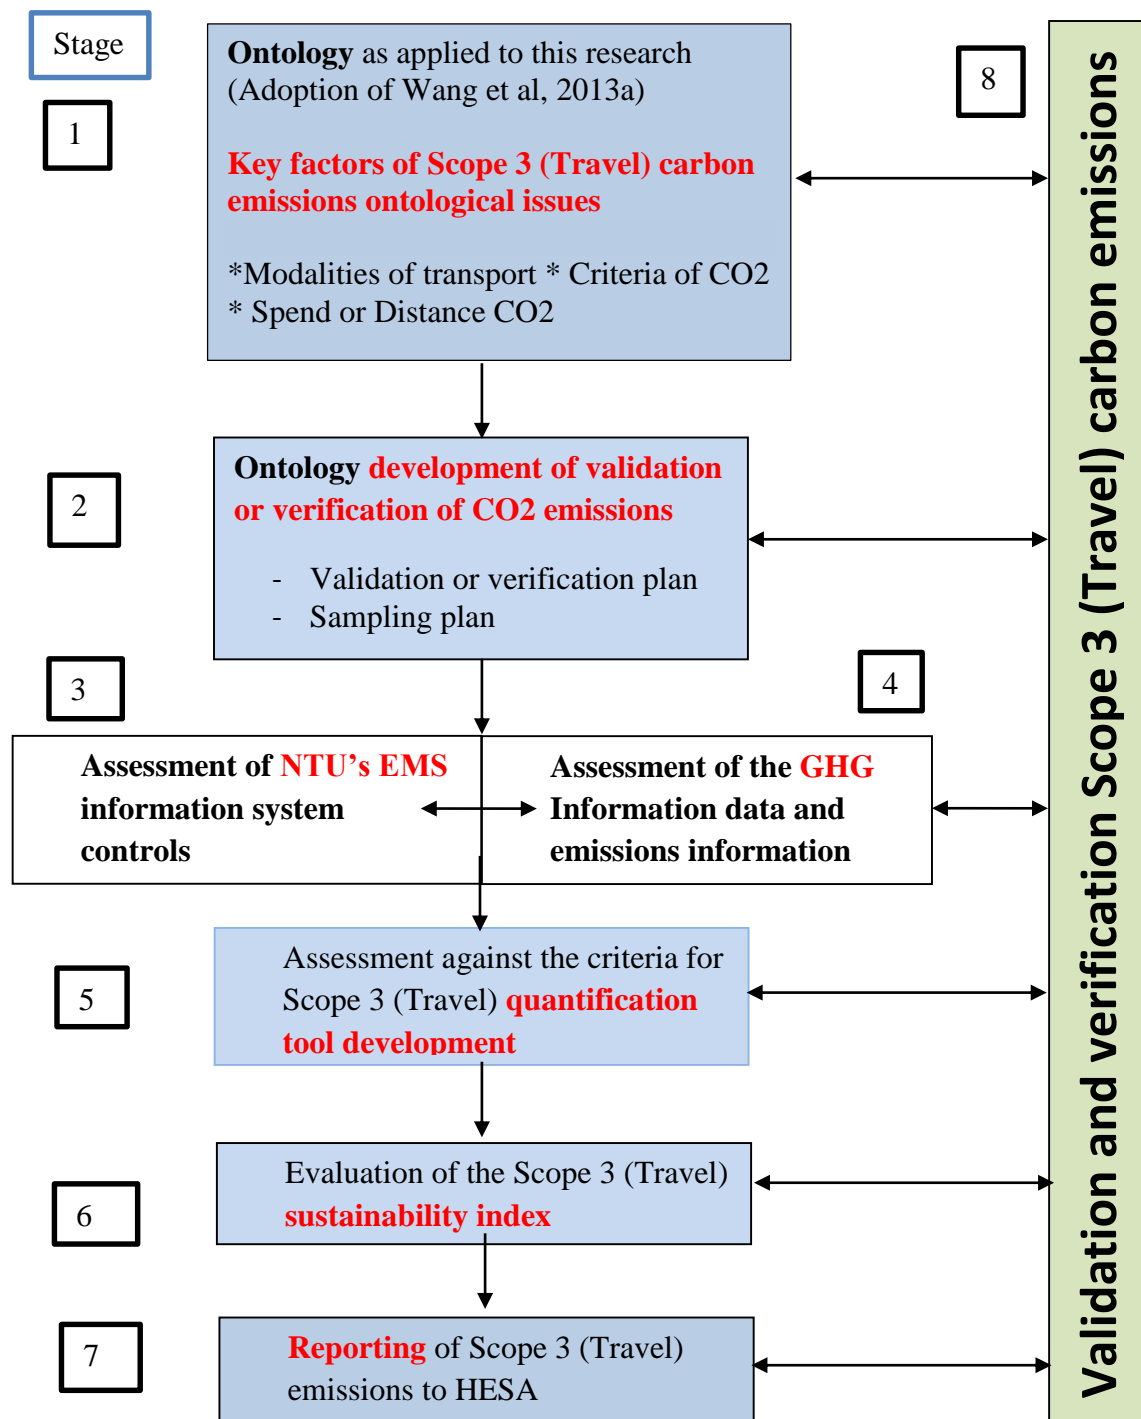 Stage
1
Ontology as applied to this research
(Adoption of Wang et al, 2013a)
Key factors of Scope 3 (Travel) carbon
emissions ontological issues
*Modalities of transport * Criteria of CO2
* Spend or Distance CO2
8
2
Ontology development of validation
or verification of CO2 emissions
- Validation or verification plan
- Sampling plan
3
4
Assessment of NTU’s EMS
information system
controls
Assessment of the GHG
Information data and
emissions information
5
Assessment against the criteria for
Scope 3 (Travel) quantification
tool development
6
Evaluation of the Scope 3 (Travel)
sustainability index
7
Reporting of Scope 3 (Travel)
emissions to HESA
Validation and verification Scope 3 (Travel) carbon emissions